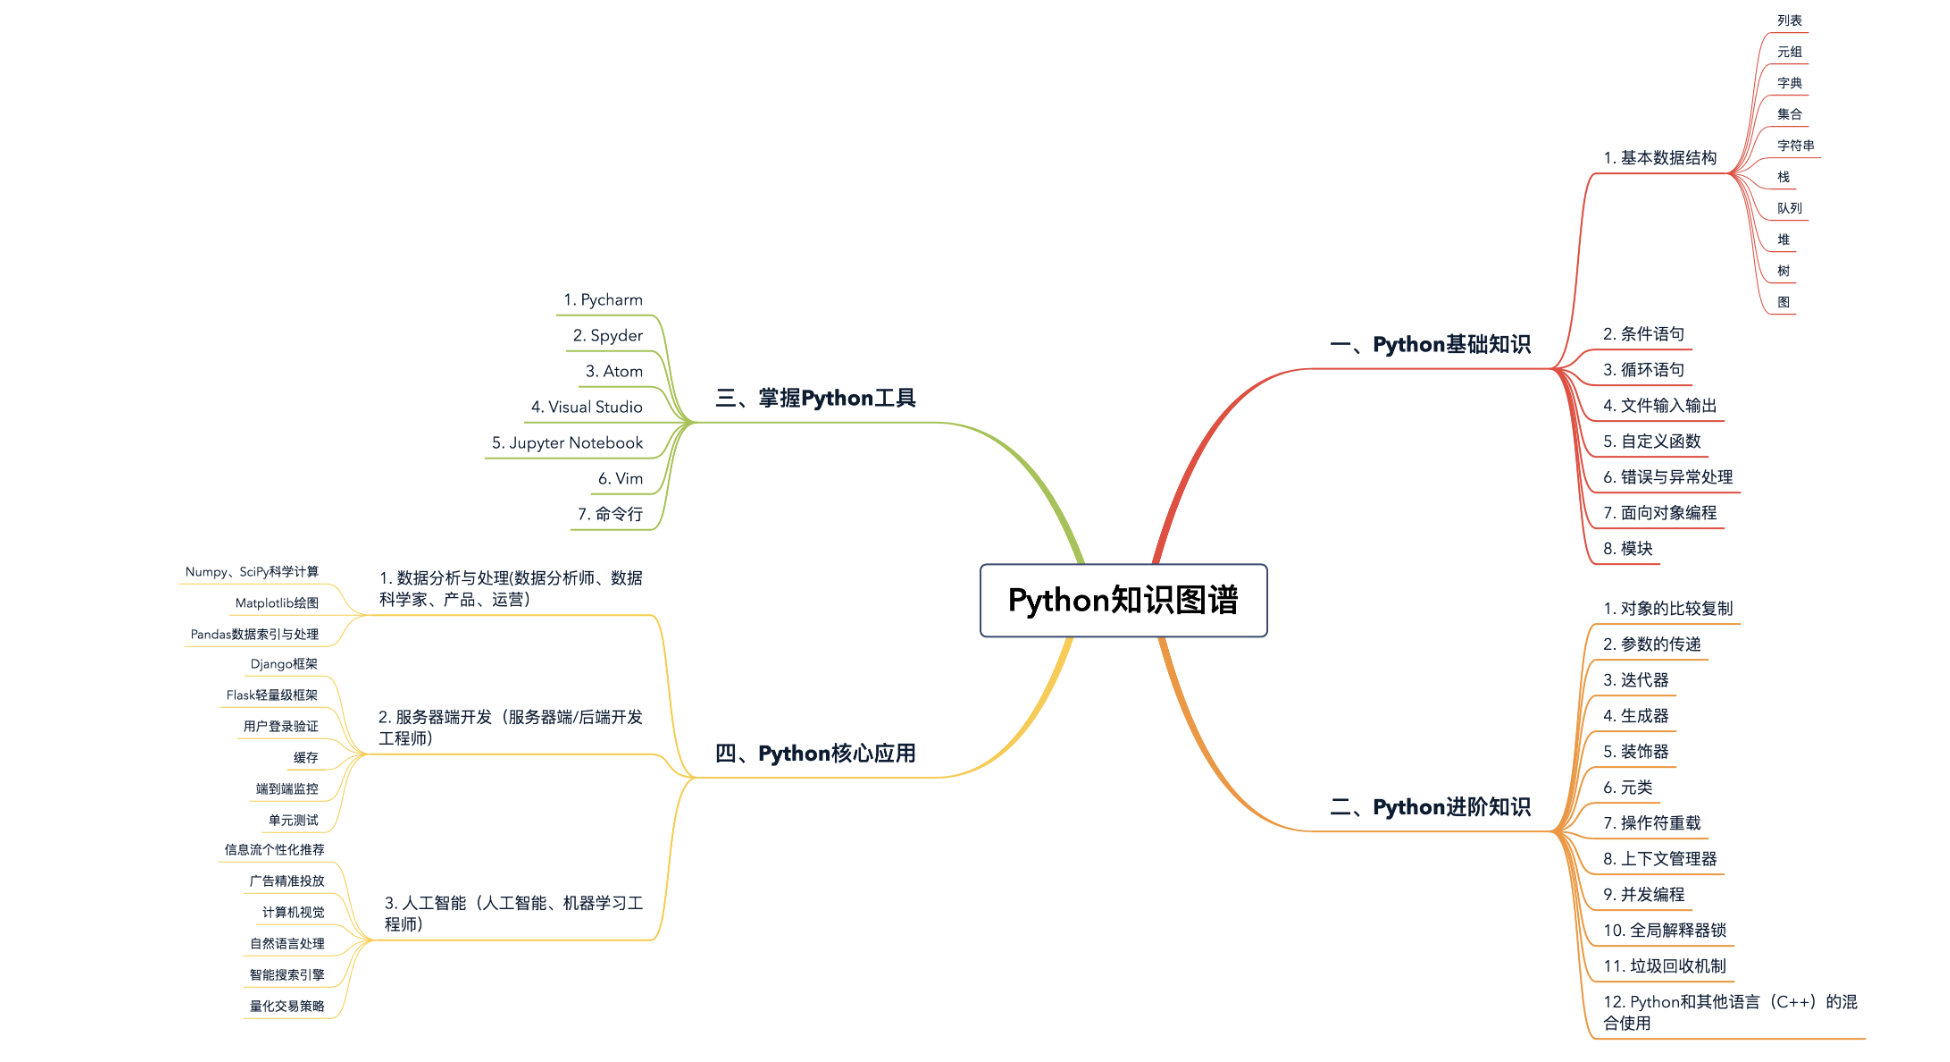 Python知识图谱
一、Python基础知识
1. 基本数据结构
列表
元组
字典
集合
字符串
栈
队列
堆
树
图
2. 条件语句
3. 循环语句
4. 文件输入输出
5. 自定义函数
6. 错误与异常处理
7. 面向对象编程
8. 模块
二、Python进阶知识
1. 对象的比较复制
2. 参数的传递
3. 迭代器
4. 生成器
5. 装饰器
6. 元类
7. 操作符重载
8. 上下文管理器
9. 并发编程
10. 全局解释器锁
11. 垃圾回收机制
12. Python和其他语言（C++）的混
合使用
三、掌握Python工具
1. Pycharm
2. Spyder
3. Atom
4. Visual Studio
5. Jupyter Notebook
6. Vim
7. 命令行
四、Python核心应用
1. 数据分析与处理(数据分析师、数据
科学家、产品、运营）
Numpy、SciPy科学计算
Matplotlib绘图
Pandas数据索引与处理
2. 服务器端开发（服务器端/后端开发
工程师）
Django框架
Flask轻量级框架
用户登录验证
缓存
端到端监控
单元测试
3. 人工智能（人工智能、机器学习工
程师）
信息流个性化推荐
广告精准投放
计算机视觉
自然语言处理
智能搜索引擎
量化交易策略